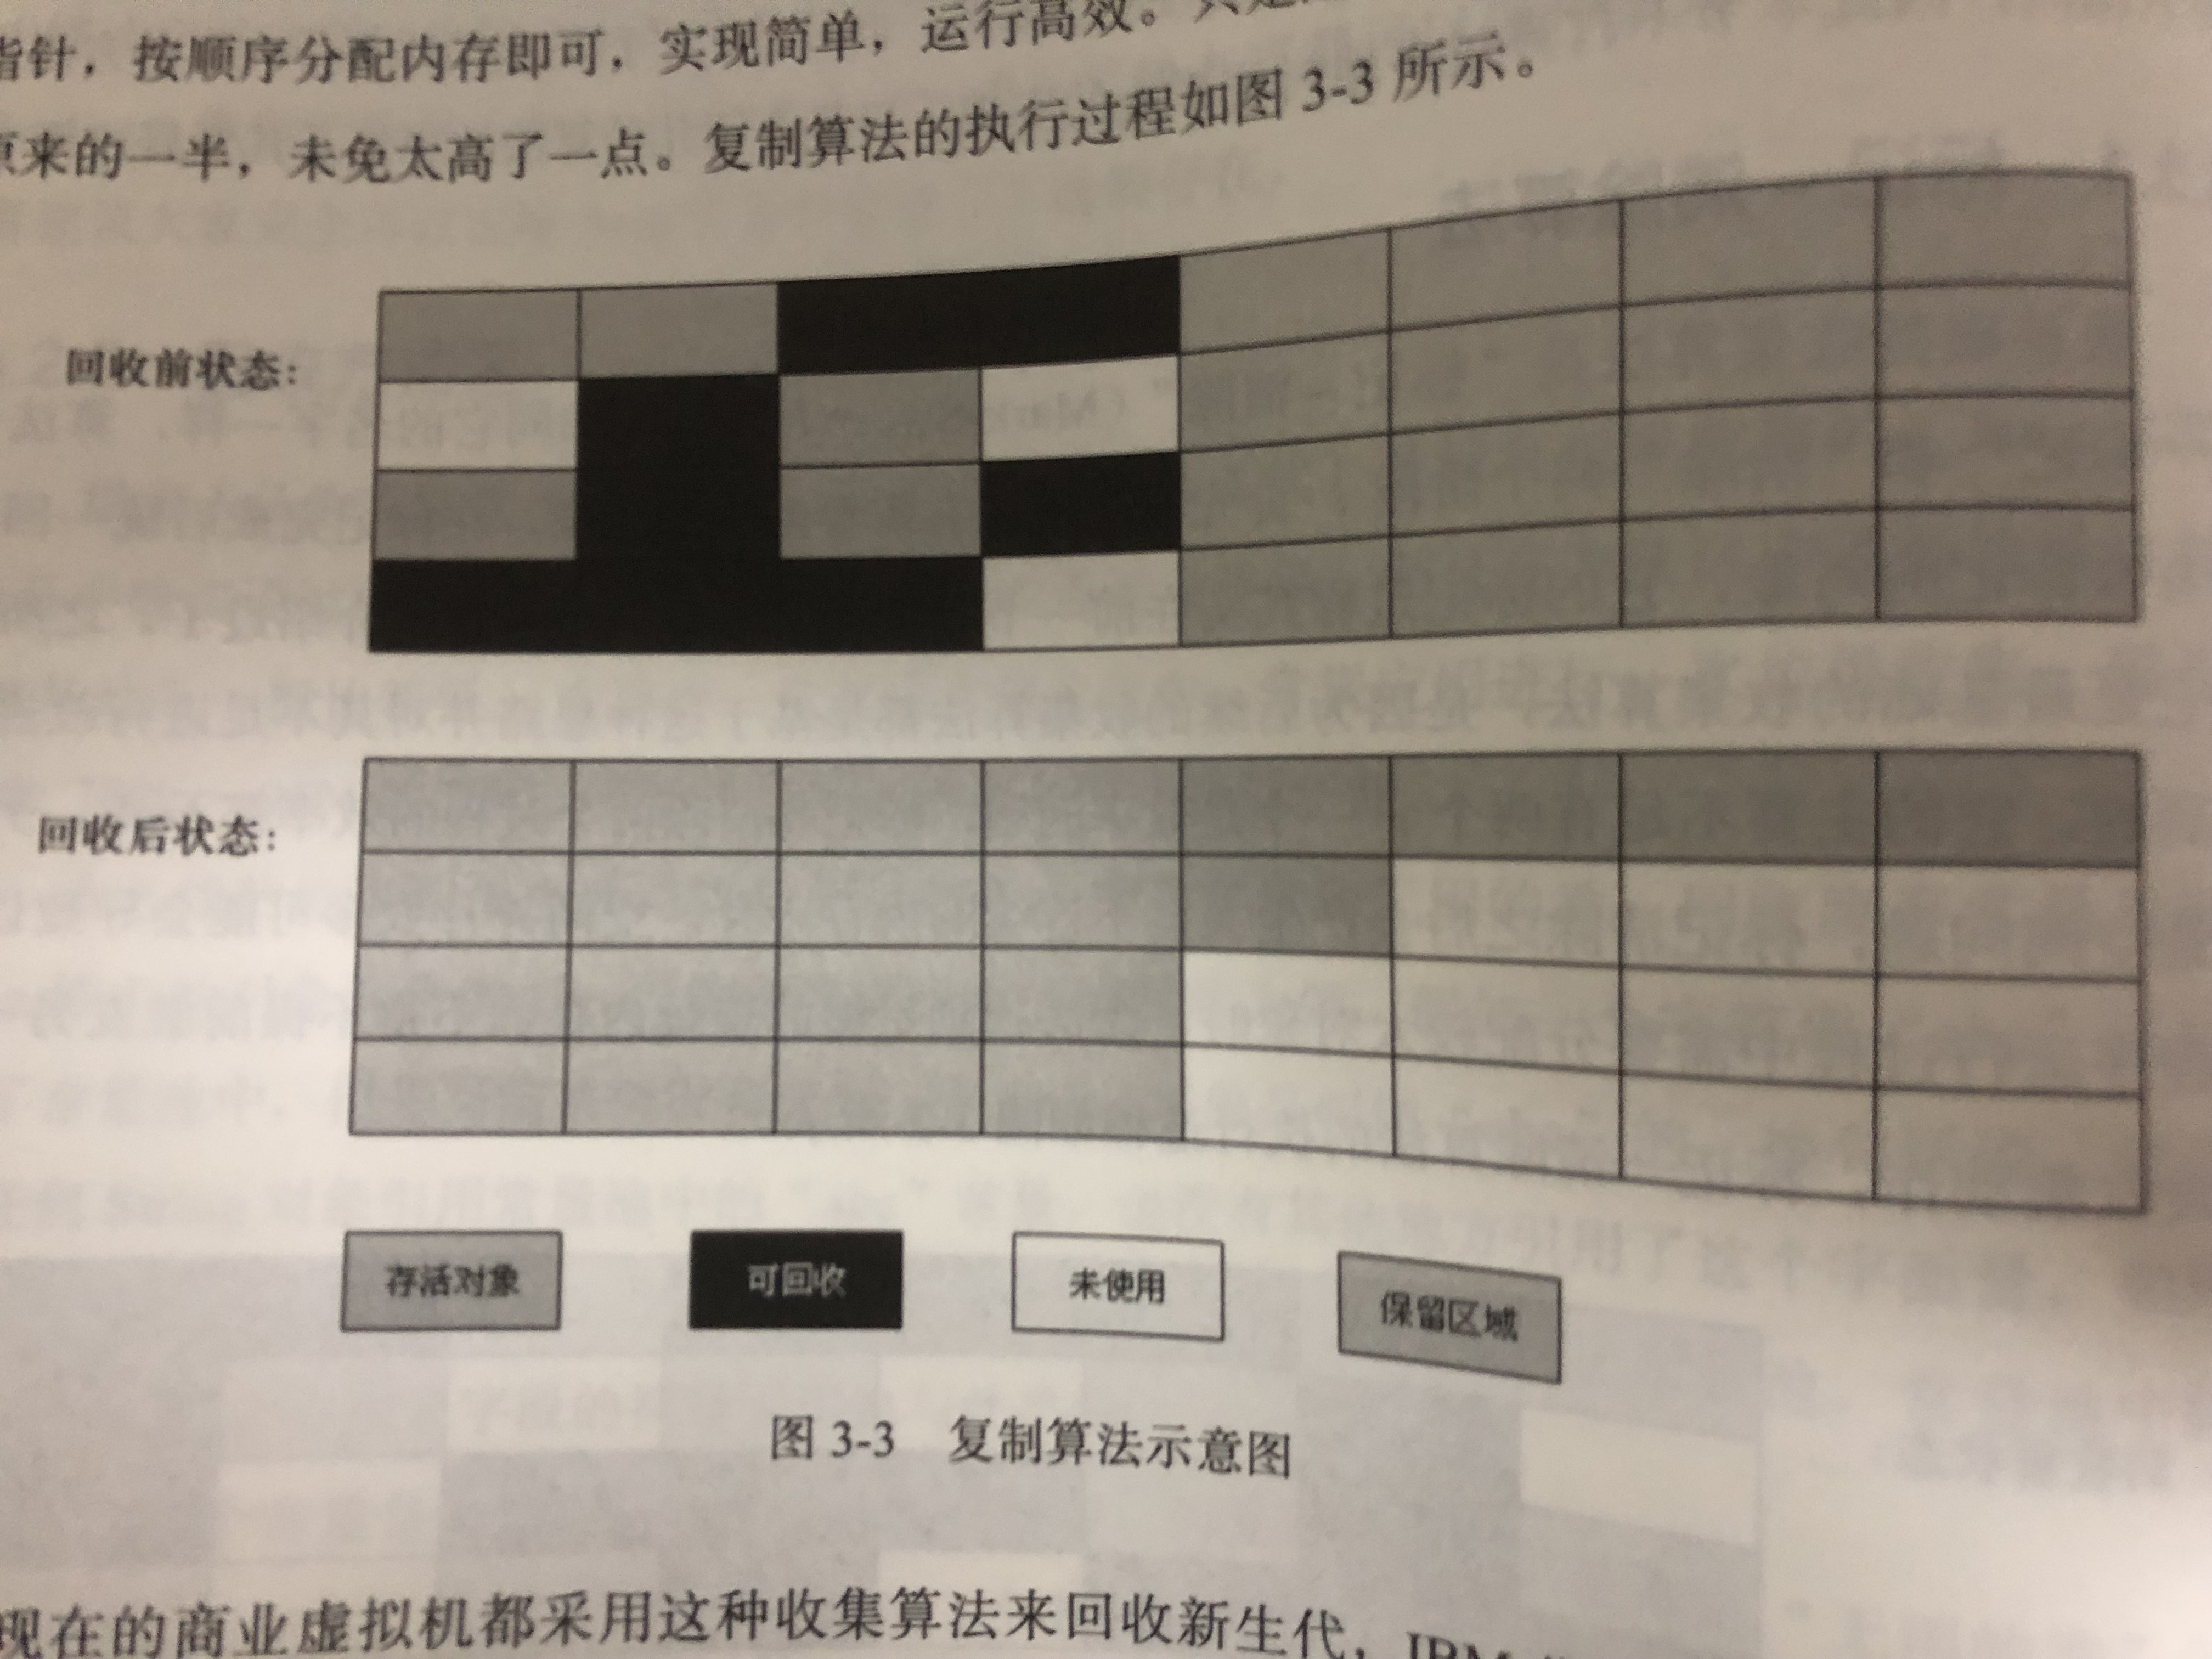 指针，按顺序分配内存即可，实现简单，运行高效。只是
原来的一半，未免太高了一点。复制算法的执行过程如图 3-3 所示。
回收前状态：
回收后状态：
存活对象
可回收
未使用
保留区域
图 3-3 复制算法示意图
现在的商业虚拟机都采用这种收集算法来回收新生代，IBM